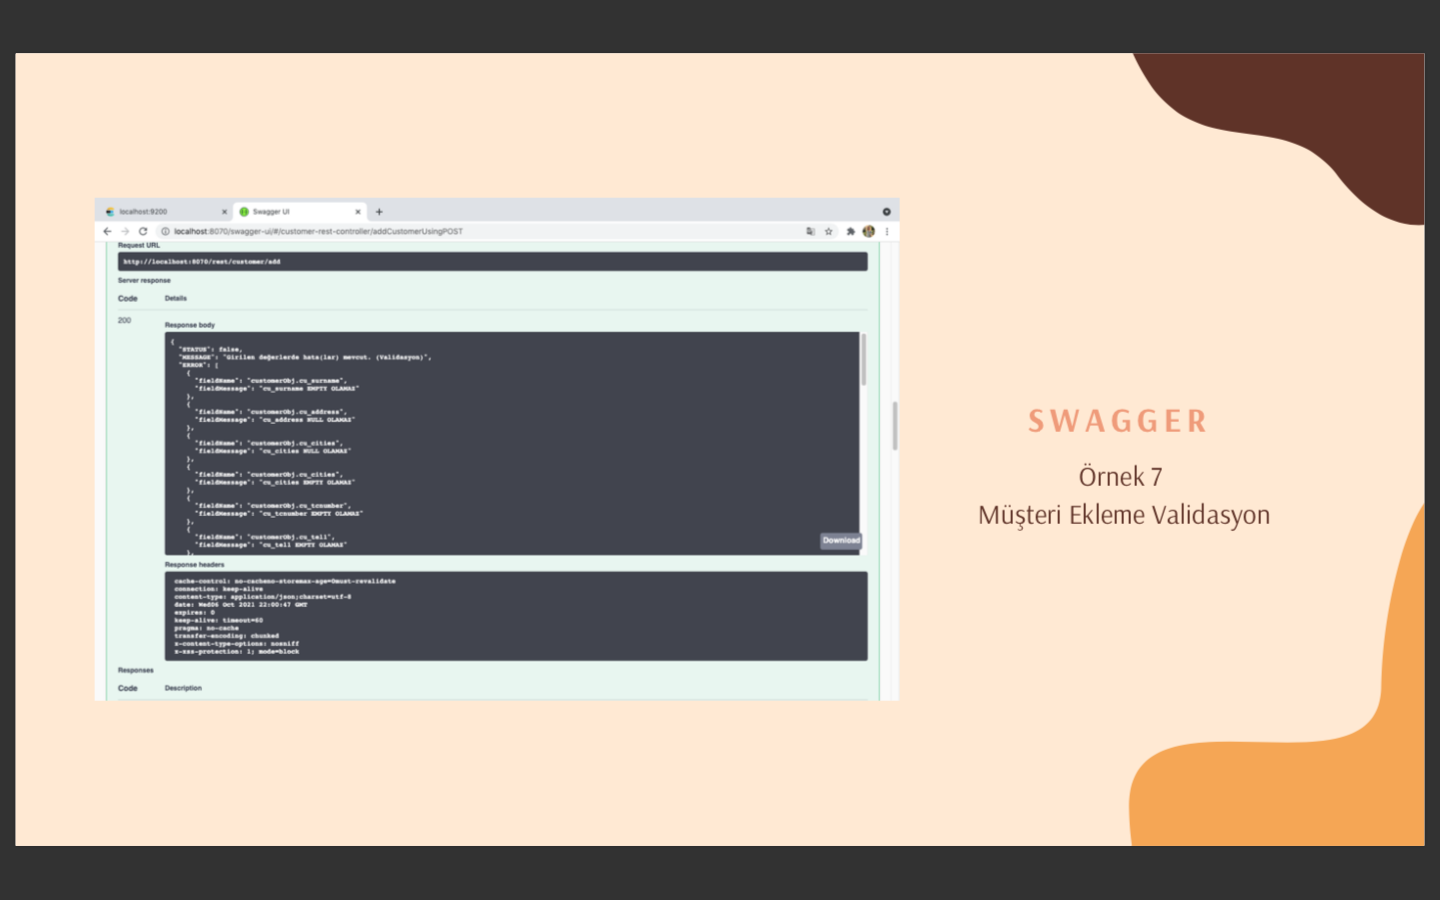 localhost:9200
Swagger UI
localhost:8070/swagger-ui/#/customer-rest-controller/addCustomerUsingPOST
Request URL
http://localhost:8070/rest/customer/add
Server response
Code Details
200
Response body
{
"STATUS": false,
"MESSAGE": "Girilen değerlerde hata(lar) mevcut. (Validasyon)",
"ERROR": [
{
"fieldName": "customerObj.cu_surname",
"fieldMessage": "cu_surname EMPTY OLAMAZ"
},
{
"fieldName": "customerObj.cu_address",
"fieldMessage": "cu_address NULL OLAMAZ"
},
{
"fieldName": "customerObj.cu_cities",
"fieldMessage": "cu_cities NULL OLAMAZ"
},
{
"fieldName": "customerObj.cu_cities",
"fieldMessage": "cu_cities EMPTY OLAMAZ"
},
{
"fieldName": "customerObj.cu_tcnumber",
"fieldMessage": "cu_tcnumber EMPTY OLAMAZ"
},
{
"fieldName": "customerObj.cu_tell",
"fieldMessage": "cu_tell EMPTY OLAMAZ"
},
Download
Response headers
cache-control: no-cacheno-storemax-age=0must-revalidate
connection: keep-alive
content-type: application/json;charset=utf-8
date: Wed06 Oct 2021 22:00:47 GMT
expires: 0
keep-alive: timeout=60
pragma: no-cache
transfer-encoding: chunked
x-content-type-options: nosniff
x-xss-protection: 1; mode=block
Responses
Code Description
SWAGGER
Örnek 7
Müşteri Ekleme Validasyon